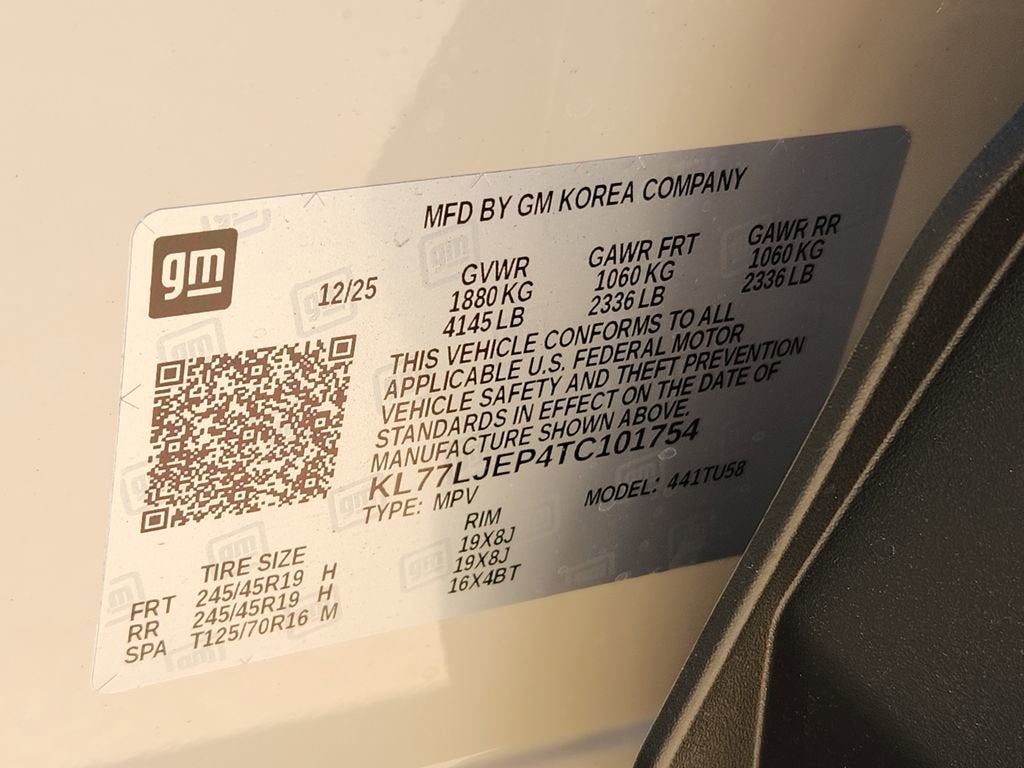 MFD BY GM KOREA COMPANY
gm
12/25
GVWR GAWR FRT GAWR RR
1880 KG 1060 KG 1060 KG
4145 LB 2336 LB 2336 LB
THIS VEHICLE CONFORMS TO ALL
APPLICABLE U.S. FEDERAL MOTOR
VEHICLE SAFETY AND THEFT PREVENTION
STANDARDS IN EFFECT ON THE DATE OF
MANUFACTURE SHOWN ABOVE.
KL77LJEP4TC101754
TYPE: MPV MODEL: 441TU58
TIRE SIZE RIM
FRT 245/45R19 H 19X8J
RR 245/45R19 H 19X8J
SPA T125/70R16 M 16X4BT